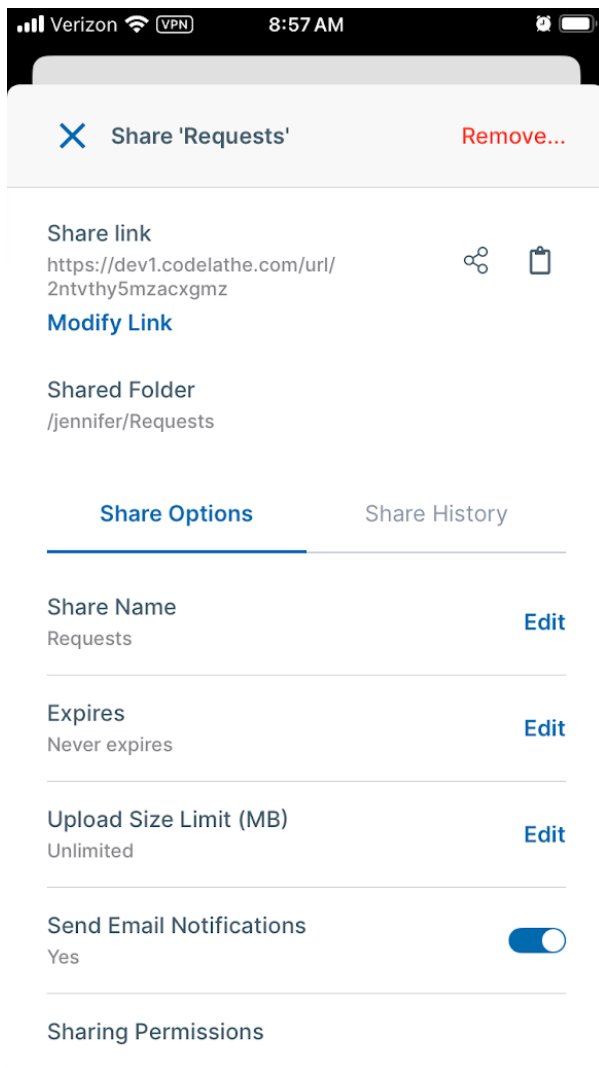 Verizon VPN 8:57 AM
Share 'Requests' Remove...
Share link
https://dev1.codelathe.com/url/
2ntvthy5mzacxgmz
Modify Link
Shared Folder
/jennifer/Requests
Share Options Share History
Share Name
Requests
Edit
Expires
Never expires
Edit
Upload Size Limit (MB)
Unlimited
Edit
Send Email Notifications
Yes
Sharing Permissions